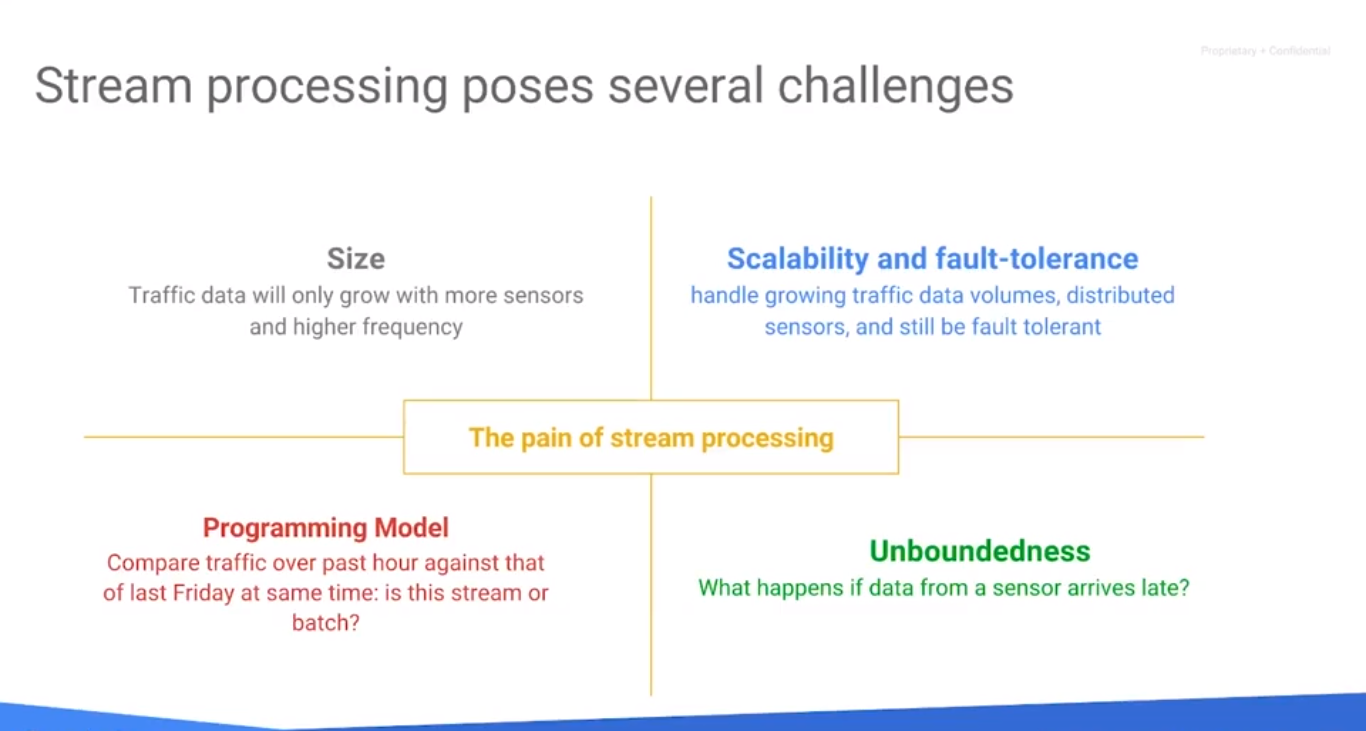 Proprietary + Confidential
Stream processing poses several challenges
Size
Traffic data will only grow with more sensors
and higher frequency
Scalability and fault-tolerance
handle growing traffic data volumes, distributed
sensors, and still be fault tolerant
The pain of stream processing
Programming Model
Compare traffic over past hour against that
of last Friday at same time: is this stream or
batch?
Unboundedness
What happens if data from a sensor arrives late?